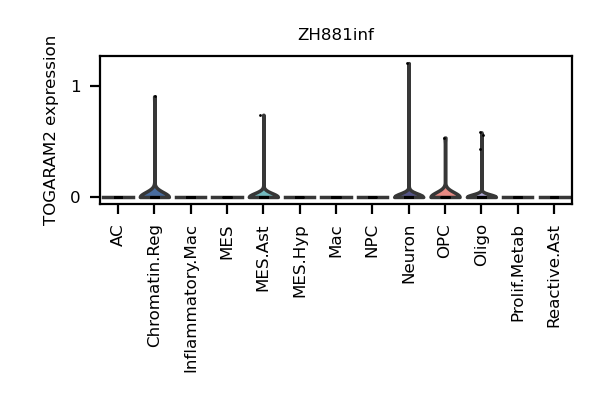 ZH881inf
TOGARAM2 expression
1
0
AC
Chromatin.Reg
Inflammatory.Mac
MES
MES.Ast
MES.Hyp
Mac
NPC
Neuron
OPC
Oligo
Prolif.Metab
Reactive.Ast